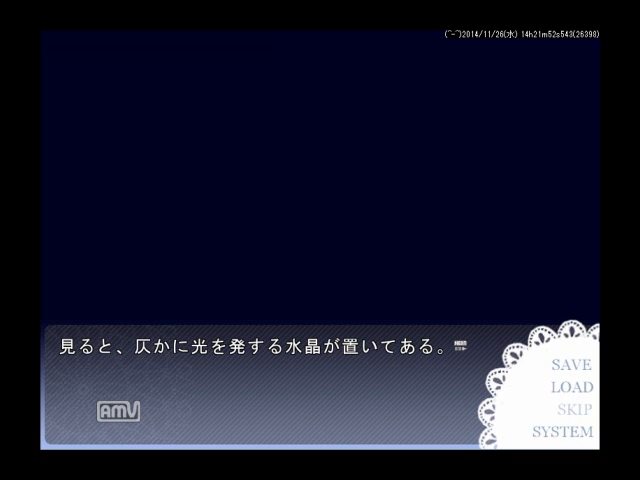 (^-^)2014/11/26(水) 14h21m52s543(26398)
見ると、仄かに光を発する水晶が置いてある。
AMV
SAVE
LOAD
SKIP
SYSTEM